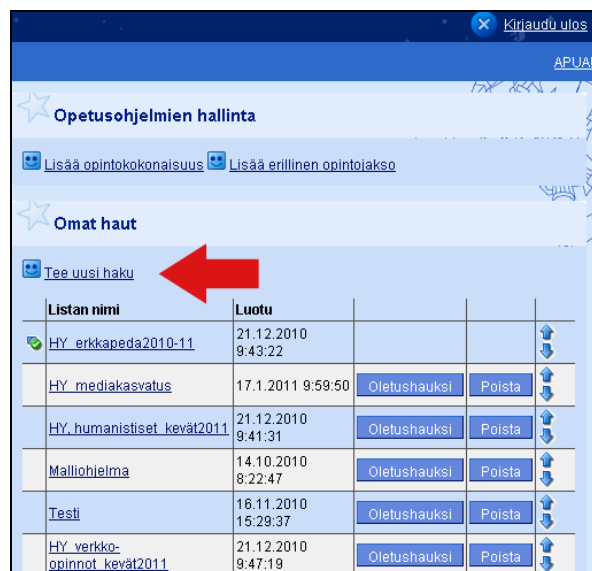 Kirjaudu ulos
APUA
Opetusohjelmien hallinta
Lisää opintokokonaisuus Lisää erillinen opintojakso
Omat haut
Tee uusi haku
Listan nimi Luotu
HY_erkkapeda2010-11 21.12.2010
9:43:22
HY_mediakasvatus 17.1.2011 9:59:50 Oletushauksi Poista
HY, humanistiset_kevät2011 21.12.2010
9:41:31 Oletushauksi Poista
Malliohjelma 14.10.2010
8:22:47 Oletushauksi Poista
Testi 16.11.2010
15:29:37 Oletushauksi Poista
HY_verkko- 21.12.2010
opinnot_kevät2011 9:47:19 Oletushauksi Poista